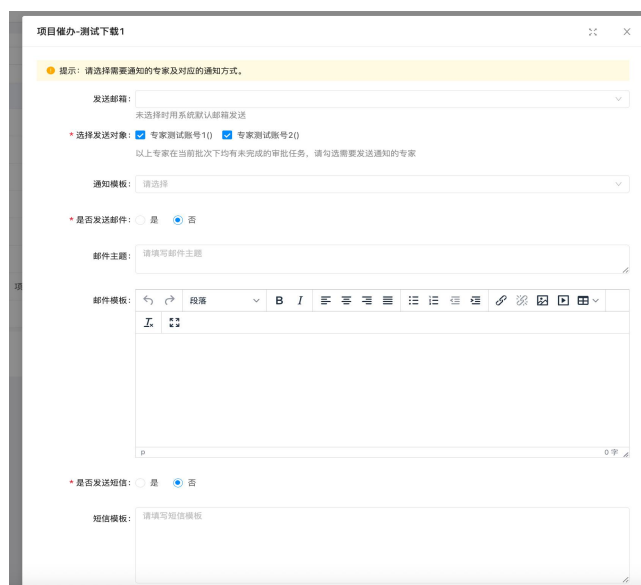 项目催办-测试下载1
提示：请选择需要通知的专家及对应的通知方式。
发送邮箱：
未选择时用系统默认邮箱发送
* 选择发送对象： 专家测试账号1() 专家测试账号2()
以上专家在当前批次下均有未完成的审批任务，请勾选需要发送通知的专家
通知模板： 请选择
* 是否发送邮件： 是 否
邮件主题： 请填写邮件主题
项
邮件模板： 段落 B I
p 0 字
* 是否发送短信： 是 否
短信模板： 请填写短信模板